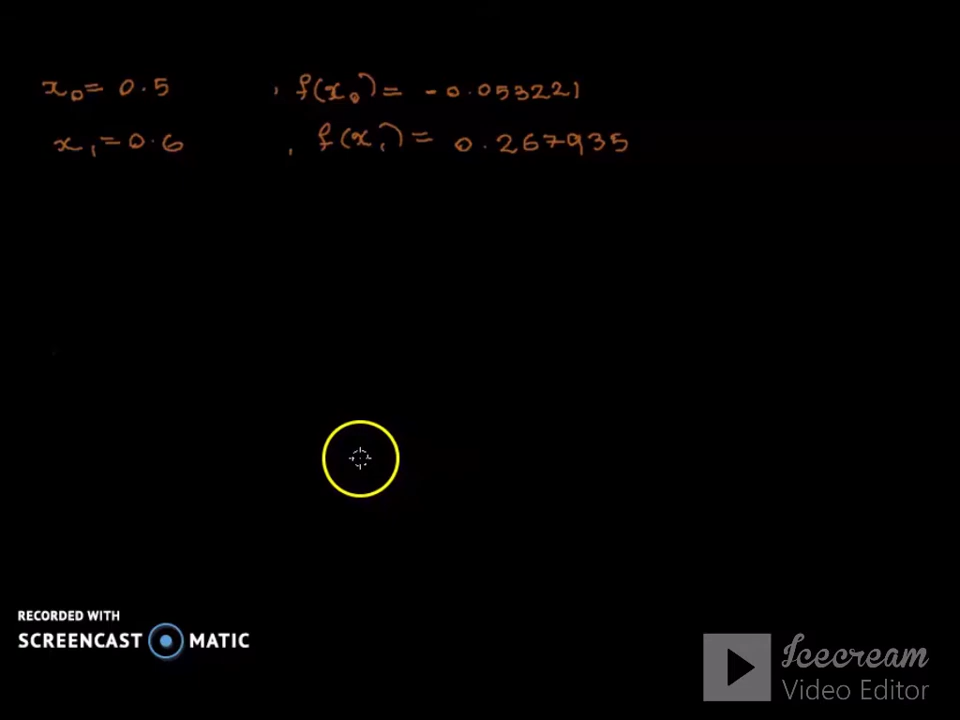 x₀ = 0.5 , f(x₀) = -0.053221
x₁ = 0.6 , f(x₁) = 0.267935
RECORDED WITH
SCREENCAST MATIC
Icecream
Video Editor